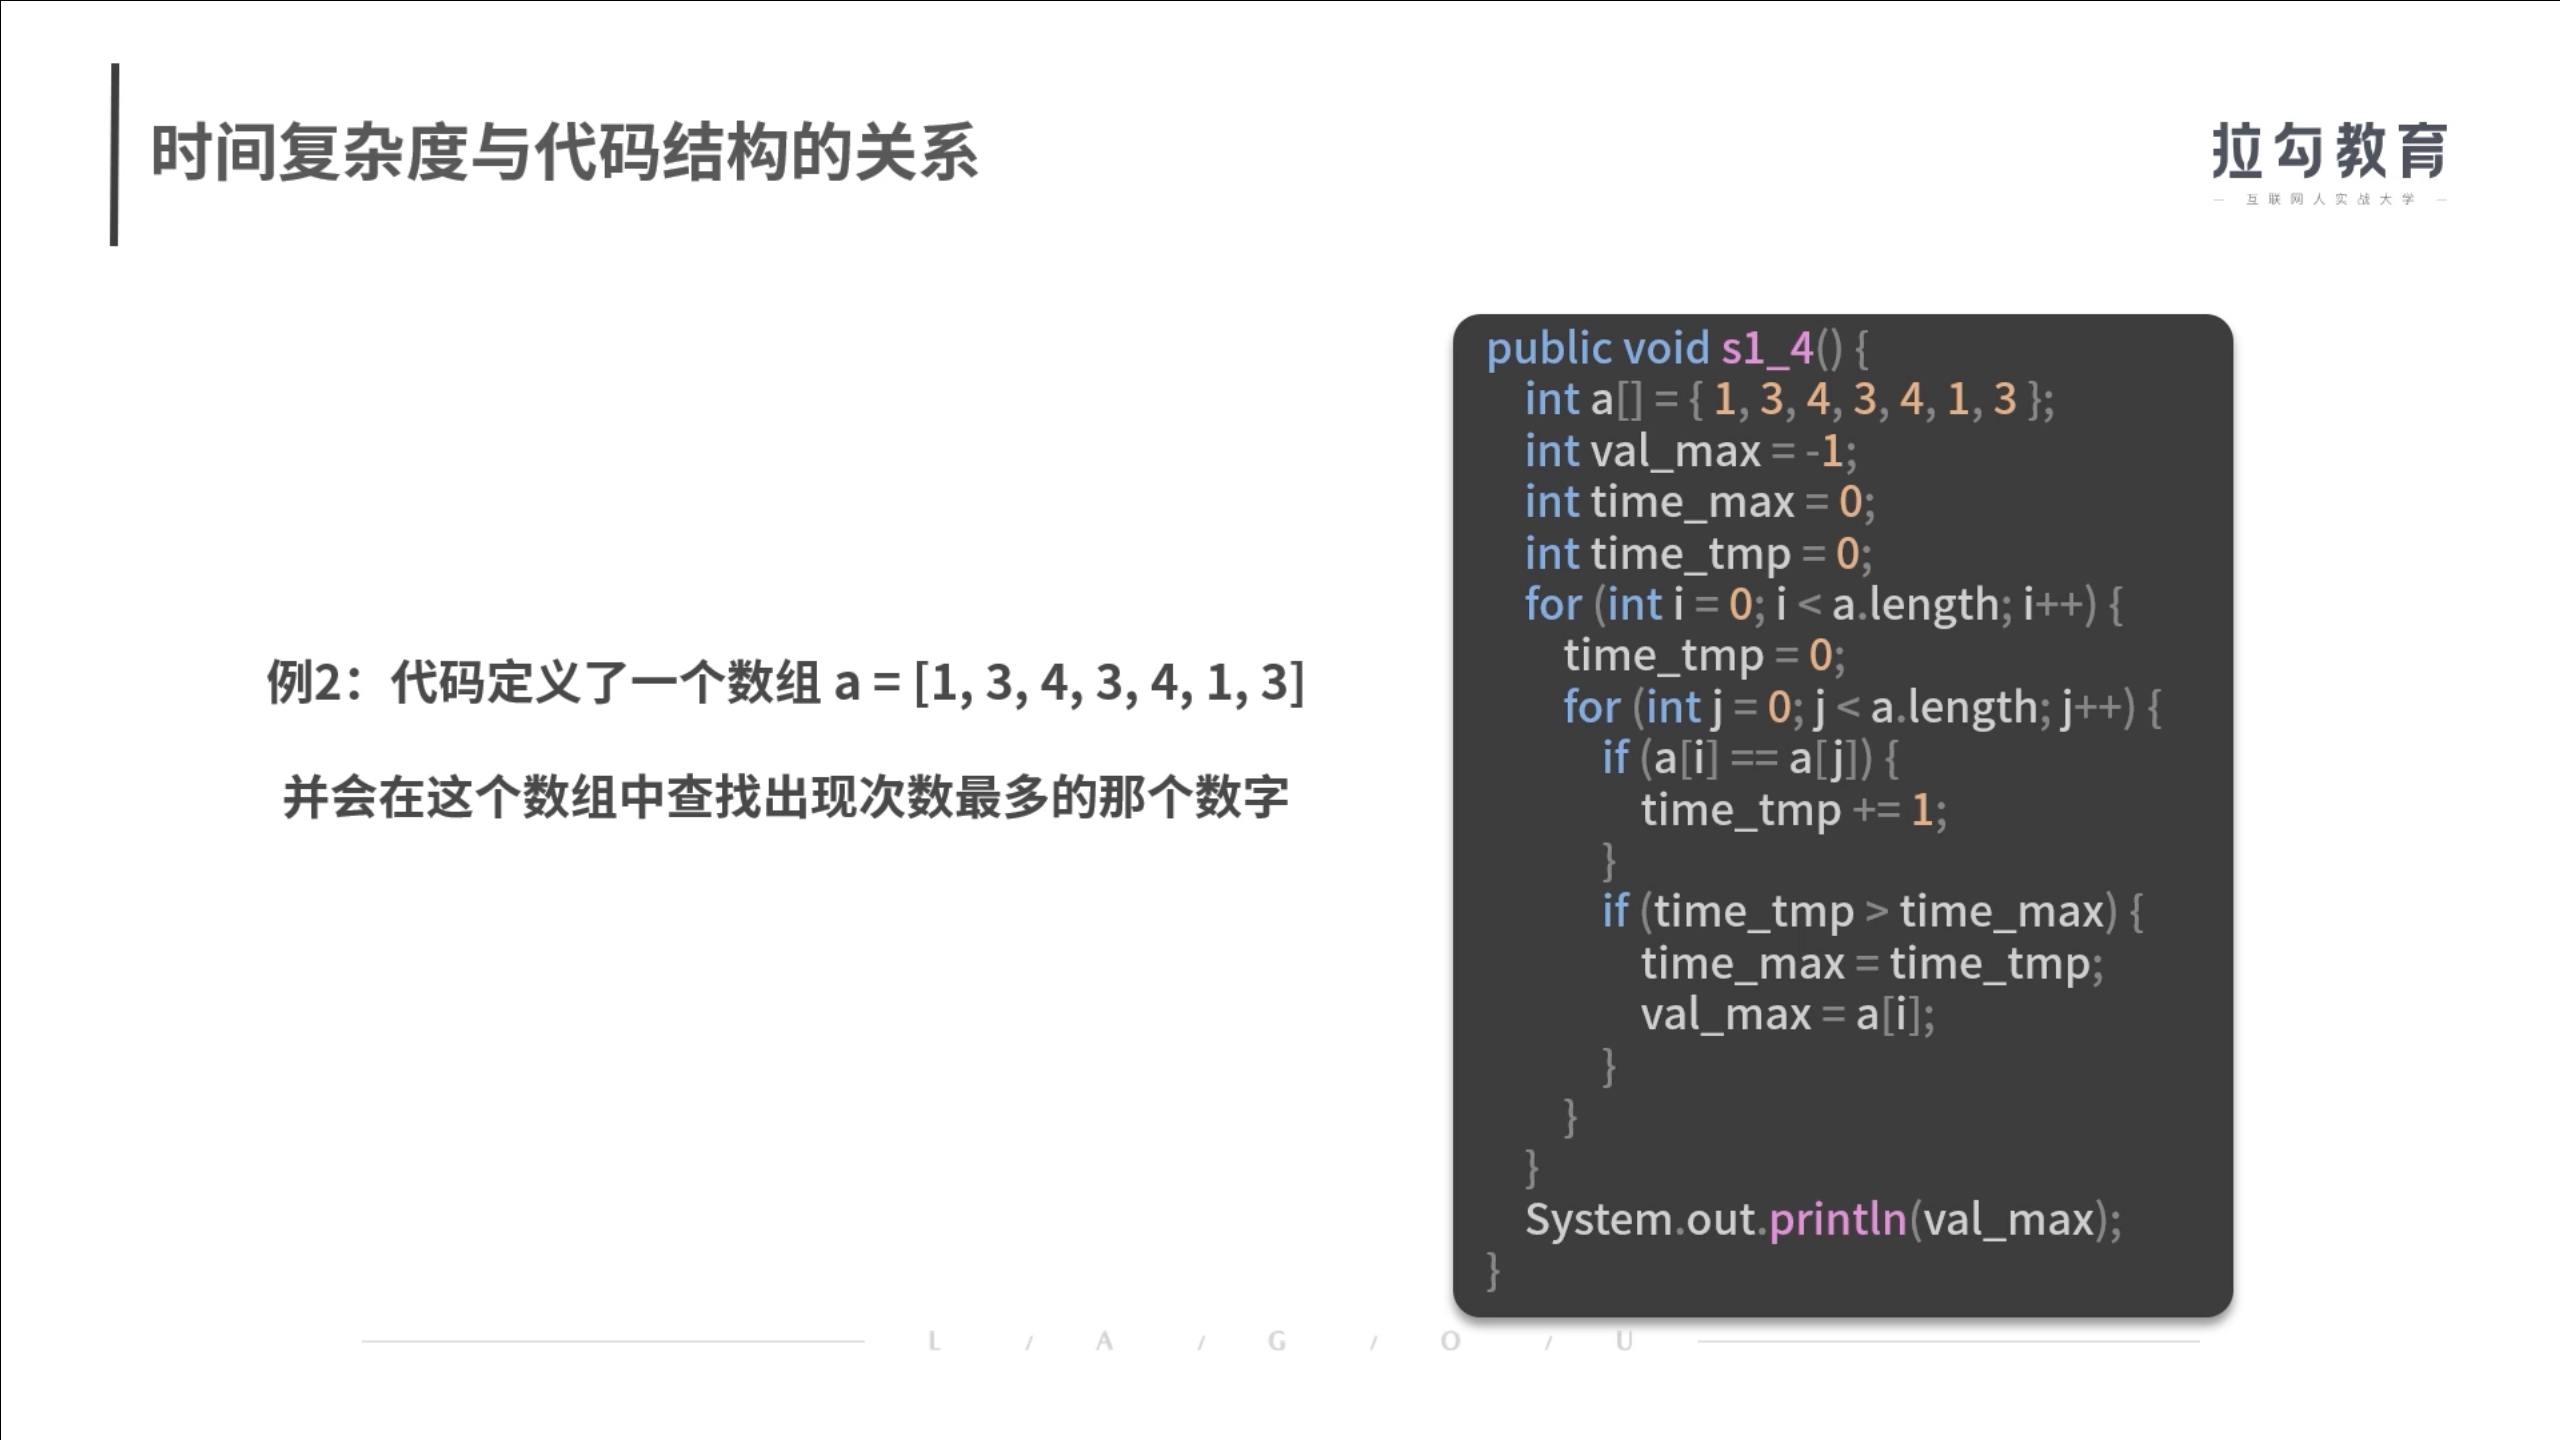 时间复杂度与代码结构的关系
拉勾教育
— 互联网人实战大学 —
例2：代码定义了一个数组 a = [1, 3, 4, 3, 4, 1, 3]
并会在这个数组中查找出现次数最多的那个数字
public void s1_4() {
int a[] = { 1, 3, 4, 3, 4, 1, 3 };
int val_max = -1;
int time_max = 0;
int time_tmp = 0;
for (int i = 0; i < a.length; i++) {
time_tmp = 0;
for (int j = 0; j < a.length; j++) {
if (a[i] == a[j]) {
time_tmp += 1;
}
if (time_tmp > time_max) {
time_max = time_tmp;
val_max = a[i];
}
}
}
System.out.println(val_max);
}
L / A / G / O / U